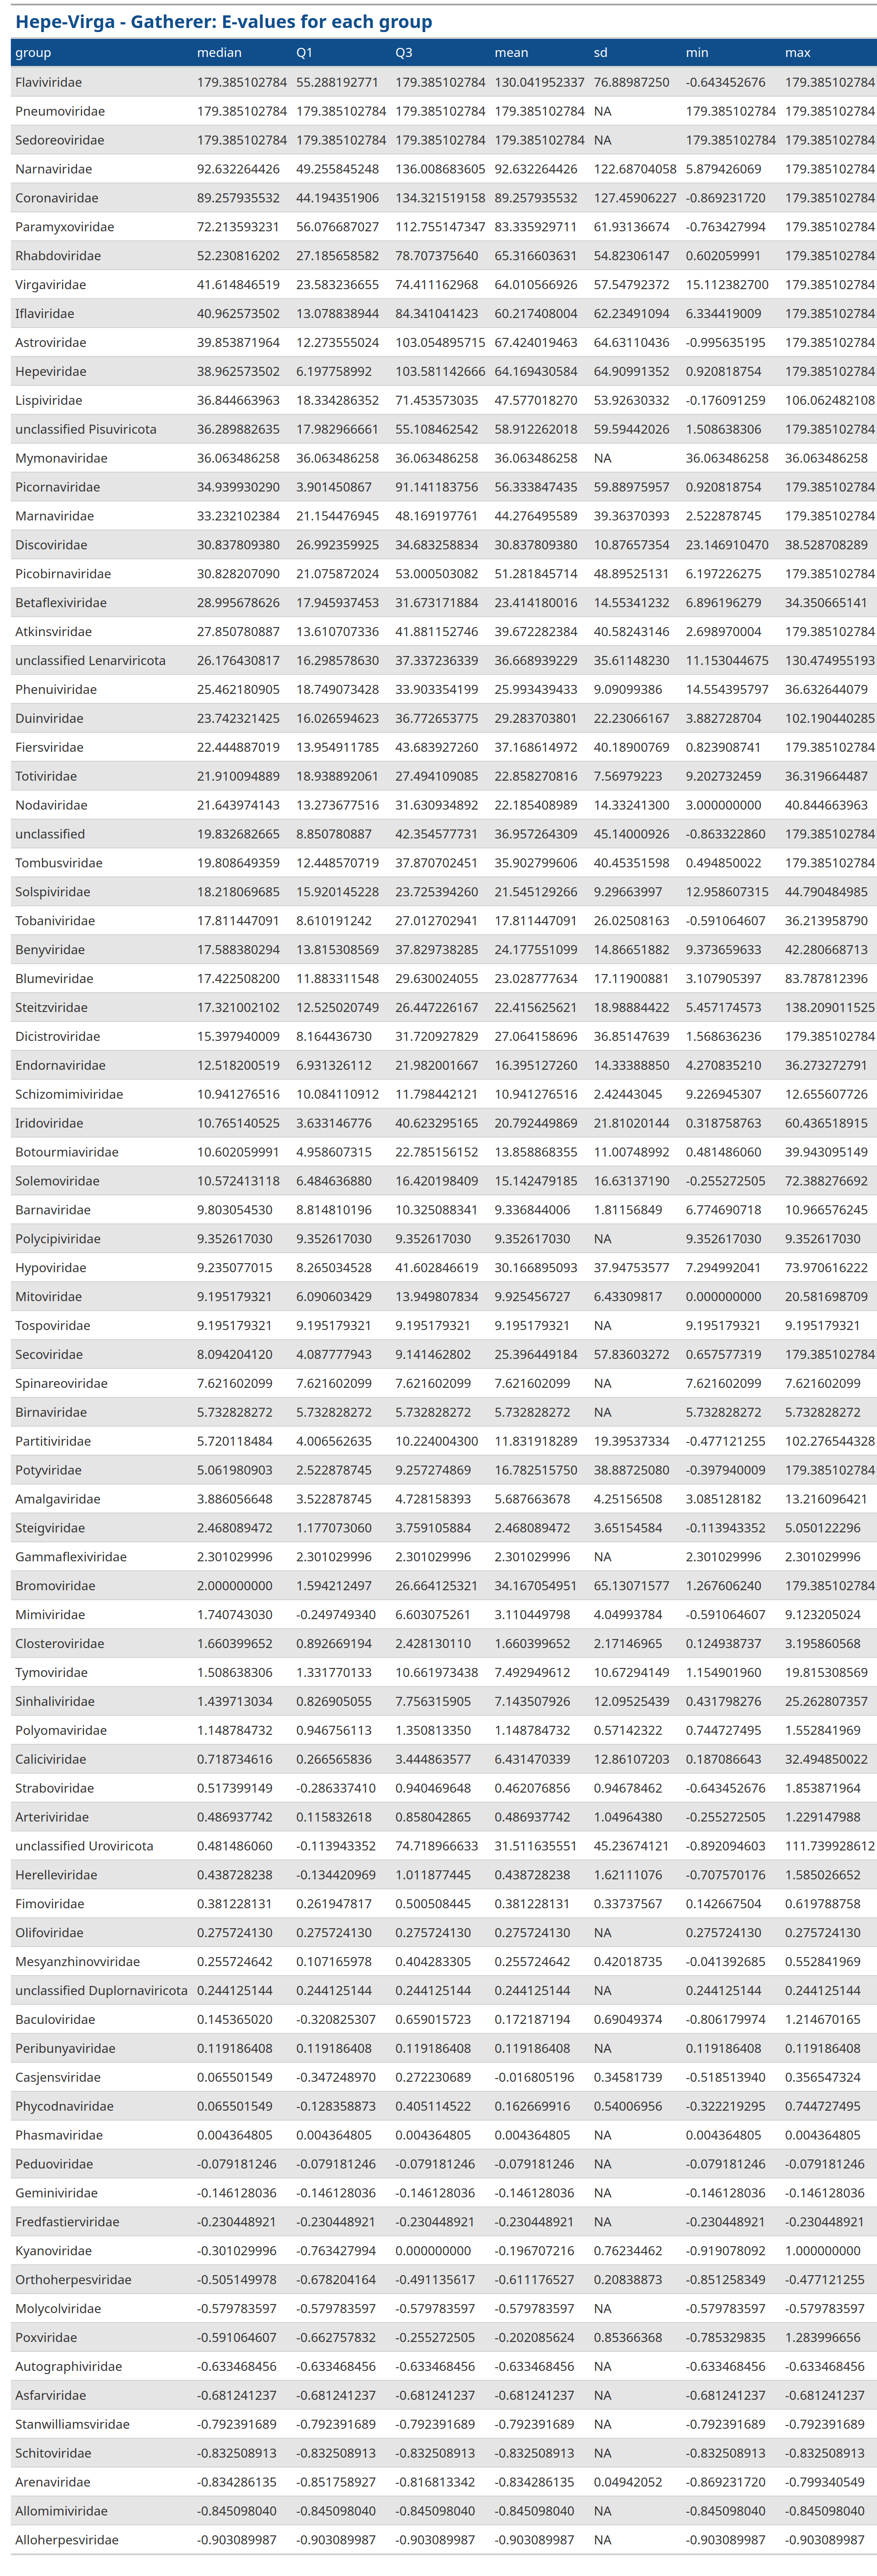 Hepe-Virga - Gatherer: E-values for each group
group median Q1 Q3 mean sd min max
Flaviviridae 179.385102784 55.288192771 179.385102784 130.041952337 76.88987250 -0.643452676 179.385102784
Pneumoviridae 179.385102784 179.385102784 179.385102784 179.385102784 NA 179.385102784 179.385102784
Sedoreoviridae 179.385102784 179.385102784 179.385102784 179.385102784 NA 179.385102784 179.385102784
Narnaviridae 92.632264426 49.255845248 136.008683605 92.632264426 122.68704058 5.879426069 179.385102784
Coronaviridae 89.257935532 44.194351906 134.321519158 89.257935532 127.45906227 -0.869231720 179.385102784
Paramyxoviridae 72.213593231 56.076687027 112.755147347 83.335929711 61.93136674 -0.763427994 179.385102784
Rhabdoviridae 52.230816202 27.185658582 78.707375640 65.316603631 54.82306147 0.602059991 179.385102784
Virgaviridae 41.614846519 23.583236655 74.411162968 64.010566926 57.54792372 15.112382700 179.385102784
Iflaviridae 40.962573502 13.078838944 84.341041423 60.217408004 62.23491094 6.334419009 179.385102784
Astroviridae 39.853871964 12.273555024 103.054895715 67.424019463 64.63110436 -0.995635195 179.385102784
Hepeviridae 38.962573502 6.197758992 103.581142666 64.169430584 64.90991352 0.920818754 179.385102784
Lispiviridae 36.844663963 18.334286352 71.453573035 47.577018270 53.92630332 -0.176091259 106.062482108
unclassified Pisuviricota 36.289882635 17.982966661 55.108462542 58.912262018 59.59442026 1.508638306 179.385102784
Mymonaviridae 36.063486258 36.063486258 36.063486258 36.063486258 NA 36.063486258 36.063486258
Picornaviridae 34.939930290 3.901450867 91.141183756 56.333847435 59.88975957 0.920818754 179.385102784
Marnaviridae 33.232102384 21.154476945 48.169197761 44.276495589 39.36370393 2.522878745 179.385102784
Discoviridae 30.837809380 26.992359925 34.683258834 30.837809380 10.87657354 23.146910470 38.528708289
Picobirnaviridae 30.828207090 21.075872024 53.000503082 51.281845714 48.89525131 6.197226275 179.385102784
Betaflexiviridae 28.995678626 17.945937453 31.673171884 23.414180016 14.55341232 6.896196279 34.350665141
Atkinsviridae 27.850780887 13.610707336 41.881152746 39.672282384 40.58243146 2.698970004 179.385102784
unclassified Lenarviricota 26.176430817 16.298578630 37.337236339 36.668939229 35.61148230 11.153044675 130.474955193
Phenuiviridae 25.462180905 18.749073428 33.903354199 25.993439433 9.09099386 14.554395797 36.632644079
Duinviridae 23.742321425 16.026594623 36.772653775 29.283703801 22.23066167 3.882728704 102.190440285
Fiersviridae 22.444887019 13.954911785 43.683927260 37.168614972 40.18900769 0.823908741 179.385102784
Totiviridae 21.910094889 18.938892061 27.494109085 22.858270816 7.56979223 9.202732459 36.319664487
Nodaviridae 21.643974143 13.273677516 31.630934892 22.185408989 14.33241300 3.000000000 40.844663963
unclassified 19.832682665 8.850780887 42.354577731 36.957264309 45.14000926 -0.863322860 179.385102784
Tombusviridae 19.808649359 12.448570719 37.870702451 35.902799606 40.45351598 0.494850022 179.385102784
Solspiviridae 18.218069685 15.920145228 23.725394260 21.545129266 9.29663997 12.958607315 44.790484985
Tobaniviridae 17.811447091 8.610191242 27.012702941 17.811447091 26.02508163 -0.591064607 36.213958790
Benyviridae 17.588380294 13.815308569 37.829738285 24.177551099 14.86651882 9.373659633 42.280668713
Blumeviridae 17.422508200 11.883311548 29.630024055 23.028777634 17.11900881 3.107905397 83.787812396
Steitzviridae 17.321002102 12.525020749 26.447226167 22.415625621 18.98884422 5.457174573 138.209011525
Dicistroviridae 15.397940009 8.164436730 31.720927829 27.064158696 36.85147639 1.568636236 179.385102784
Endornaviridae 12.518200519 6.931326112 21.982001667 16.395127260 14.33388850 4.270835210 36.273272791
Schizomimiviridae 10.941276516 10.084110912 11.798442121 10.941276516 2.42443045 9.226945307 12.655607726
Iridoviridae 10.765140525 3.633146776 40.623295165 20.792449869 21.81020144 0.318758763 60.436518915
Botourmiaviridae 10.602059991 4.958607315 22.785156152 13.858868355 11.00748992 0.481486060 39.943095149
Solemoviridae 10.572413118 6.484636880 16.420198409 15.142479185 16.63137190 -0.255272505 72.388276692
Barnaviridae 9.803054530 8.814810196 10.325088341 9.336844006 1.81156849 6.774690718 10.966576245
Polycipiviridae 9.352617030 9.352617030 9.352617030 9.352617030 NA 9.352617030 9.352617030
Hypoviridae 9.235077015 8.265034528 41.602846619 30.166895093 37.94753577 7.294992041 73.970616222
Mitoviridae 9.195179321 6.090603429 13.949807834 9.925456727 6.43309817 0.000000000 20.581698709
Tospoviridae 9.195179321 9.195179321 9.195179321 9.195179321 NA 9.195179321 9.195179321
Secoviridae 8.094204120 4.087777943 9.141462802 25.396449184 57.83603272 0.657577319 179.385102784
Spinareoviridae 7.621602099 7.621602099 7.621602099 7.621602099 NA 7.621602099 7.621602099
Birnaviridae 5.732828272 5.732828272 5.732828272 5.732828272 NA 5.732828272 5.732828272
Partitiviridae 5.720118484 4.006562635 10.224004300 11.831918289 19.39537334 -0.477121255 102.276544328
Potyviridae 5.061980903 2.522878745 9.257274869 16.782515750 38.88725080 -0.397940009 179.385102784
Amalgaviridae 3.886056648 3.522878745 4.728158393 5.687663678 4.25156508 3.085128182 13.216096421
Steigviridae 2.468089472 1.177073060 3.759105884 2.468089472 3.65154584 -0.113943352 5.050122296
Gammaflexiviridae 2.301029996 2.301029996 2.301029996 2.301029996 NA 2.301029996 2.301029996
Bromoviridae 2.000000000 1.594212497 26.664125321 34.167054951 65.13071577 1.267606240 179.385102784
Mimiviridae 1.740743030 -0.249749340 6.603075261 3.110449798 4.04993784 -0.591064607 9.123205024
Closteroviridae 1.660399652 0.892669194 2.428130110 1.660399652 2.17146965 0.124938737 3.195860568
Tymoviridae 1.508638306 1.331770133 10.661973438 7.492949612 10.67294149 1.154901960 19.815308569
Sinhaliviridae 1.439713034 0.826905055 7.756315905 7.143507926 12.09525439 0.431798276 25.262807357
Polyomaviridae 1.148784732 0.946756113 1.350813350 1.148784732 0.57142322 0.744727495 1.552841969
Caliciviridae 0.718734616 0.266565836 3.444863577 6.431470339 12.86107203 0.187086643 32.494850022
Straboviridae 0.517399149 -0.286337410 0.940469648 0.462076856 0.94678462 -0.643452676 1.853871964
Arteriviridae 0.486937742 0.115832618 0.858042865 0.486937742 1.04964380 -0.255272505 1.229147988
unclassified Uroviricota 0.481486060 -0.113943352 74.718966633 31.511635551 45.23674121 -0.892094603 111.739928612
Herelleviridae 0.438728238 -0.134420969 1.011877445 0.438728238 1.62111076 -0.707570176 1.585026652
Fimoviridae 0.381228131 0.261947817 0.500508445 0.381228131 0.33737567 0.142667504 0.619788758
Olifoviridae 0.275724130 0.275724130 0.275724130 0.275724130 NA 0.275724130 0.275724130
Mesyanzhinovviridae 0.255724642 0.107165978 0.404283305 0.255724642 0.42018735 -0.041392685 0.552841969
unclassified Duplornaviricota 0.244125144 0.244125144 0.244125144 0.244125144 NA 0.244125144 0.244125144
Baculoviridae 0.145365020 -0.320825307 0.659015723 0.172187194 0.69049374 -0.806179974 1.214670165
Peribunyaviridae 0.119186408 0.119186408 0.119186408 0.119186408 NA 0.119186408 0.119186408
Casjensviridae 0.065501549 -0.347248970 0.272230689 -0.016805196 0.34581739 -0.518513940 0.356547324
Phycodnaviridae 0.065501549 -0.128358873 0.405114522 0.162669916 0.54006956 -0.322219295 0.744727495
Phasmaviridae 0.004364805 0.004364805 0.004364805 0.004364805 NA 0.004364805 0.004364805
Peduoviridae -0.079181246 -0.079181246 -0.079181246 -0.079181246 NA -0.079181246 -0.079181246
Geminiviridae -0.146128036 -0.146128036 -0.146128036 -0.146128036 NA -0.146128036 -0.146128036
Fredfastierviridae -0.230448921 -0.230448921 -0.230448921 -0.230448921 NA -0.230448921 -0.230448921
Kyanoviridae -0.301029996 -0.763427994 0.000000000 -0.196707216 0.76234462 -0.919078092 1.000000000
Orthoherpesviridae -0.505149978 -0.678204164 -0.491135617 -0.611176527 0.20838873 -0.851258349 -0.477121255
Molycolviridae -0.579783597 -0.579783597 -0.579783597 -0.579783597 NA -0.579783597 -0.579783597
Poxviridae -0.591064607 -0.662757832 -0.255272505 -0.202085624 0.85366368 -0.785329835 1.283996656
Autographiviridae -0.633468456 -0.633468456 -0.633468456 -0.633468456 NA -0.633468456 -0.633468456
Asfarviridae -0.681241237 -0.681241237 -0.681241237 -0.681241237 NA -0.681241237 -0.681241237
Stanwilliamsviridae -0.792391689 -0.792391689 -0.792391689 -0.792391689 NA -0.792391689 -0.792391689
Schitoviridae -0.832508913 -0.832508913 -0.832508913 -0.832508913 NA -0.832508913 -0.832508913
Arenaviridae -0.834286135 -0.851758927 -0.816813342 -0.834286135 0.04942052 -0.869231720 -0.799340549
Allomimiviridae -0.845098040 -0.845098040 -0.845098040 -0.845098040 NA -0.845098040 -0.845098040
Alloherpesviridae -0.903089987 -0.903089987 -0.903089987 -0.903089987 NA -0.903089987 -0.903089987